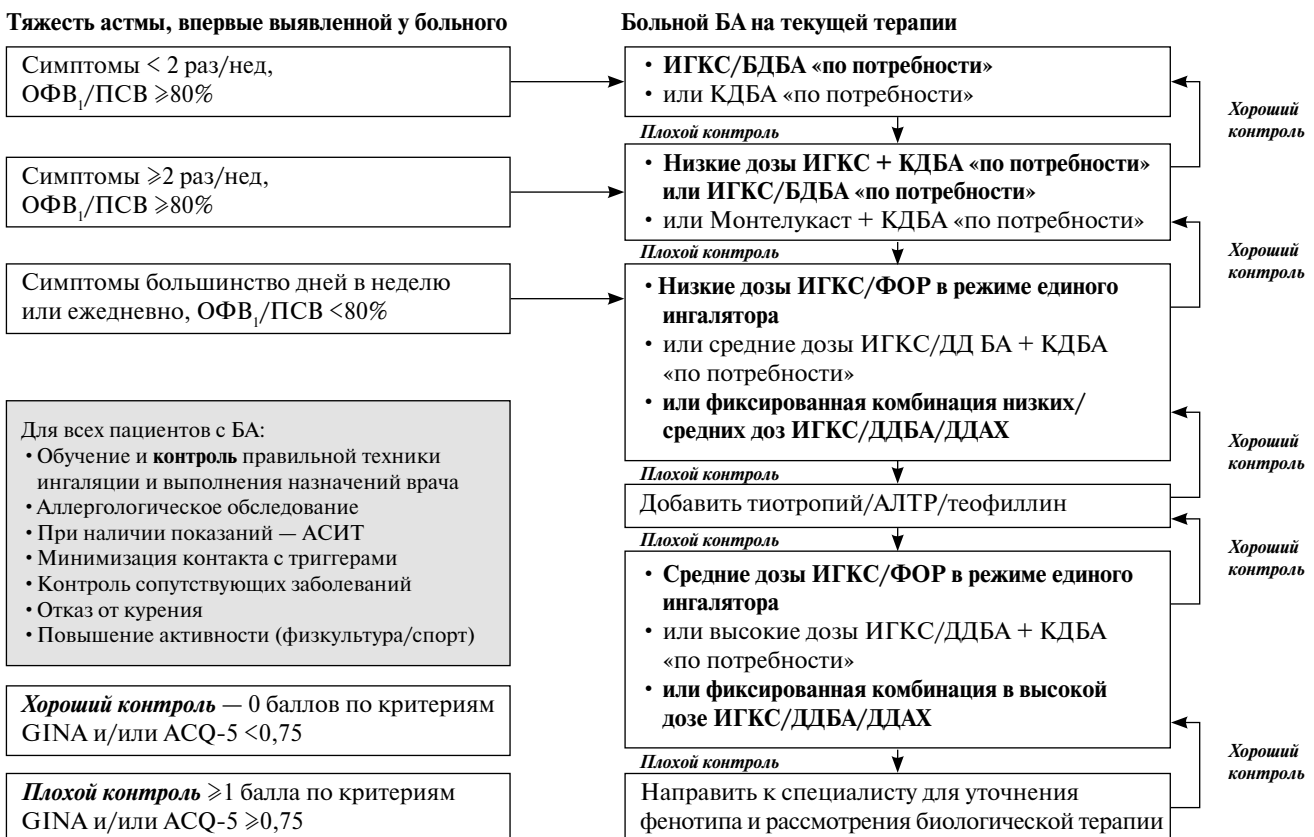 Тяжесть астмы, впервые выявленной у больного
Симптомы < 2 раз/нед,
ОФВ₁/ПСВ ⩾80%
Симптомы ⩾2 раз/нед,
ОФВ₁/ПСВ ⩾80%
Симптомы большинство дней в неделю
или ежедневно, ОФВ₁/ПСВ <80%
Для всех пациентов с БА:
• Обучение и контроль правильной техники
ингаляции и выполнения назначений врача
• Аллергологическое обследование
• При наличии показаний — АСИТ
• Минимизация контакта с триггерами
• Контроль сопутствующих заболеваний
• Отказ от курения
• Повышение активности (физкультура/спорт)
Хороший контроль — 0 баллов по критериям
GINA и/или ACQ-5 <0,75
Плохой контроль ⩾1 балла по критериям
GINA и/или ACQ-5 ⩾0,75
Больной БА на текущей терапии
• ИГКС/БДБА «по потребности»
• или КДБА «по потребности»
Плохой контроль
• Низкие дозы ИГКС + КДБА «по потребности»
или ИГКС/БДБА «по потребности»
• или Монтелукаст + КДБА «по потребности»
Плохой контроль
• Низкие дозы ИГКС/ФОР в режиме единого
ингалятора
• или средние дозы ИГКС/ДД БА + КДБА
«по потребности»
• или фиксированная комбинация низких/
средних доз ИГКС/ДДБА/ДДАХ
Плохой контроль
Добавить тиотропий/АЛТР/теофиллин
Плохой контроль
• Средние дозы ИГКС/ФОР в режиме единого
ингалятора
• или высокие дозы ИГКС/ДДБА + КДБА
«по потребности»
• или фиксированная комбинация в высокой
дозе ИГКС/ДДБА/ДДАХ
Плохой контроль
Направить к специалисту для уточнения
фенотипа и рассмотрения биологической терапии
Хороший
контроль
Хороший
контроль
Хороший
контроль
Хороший
контроль
Хороший
контроль